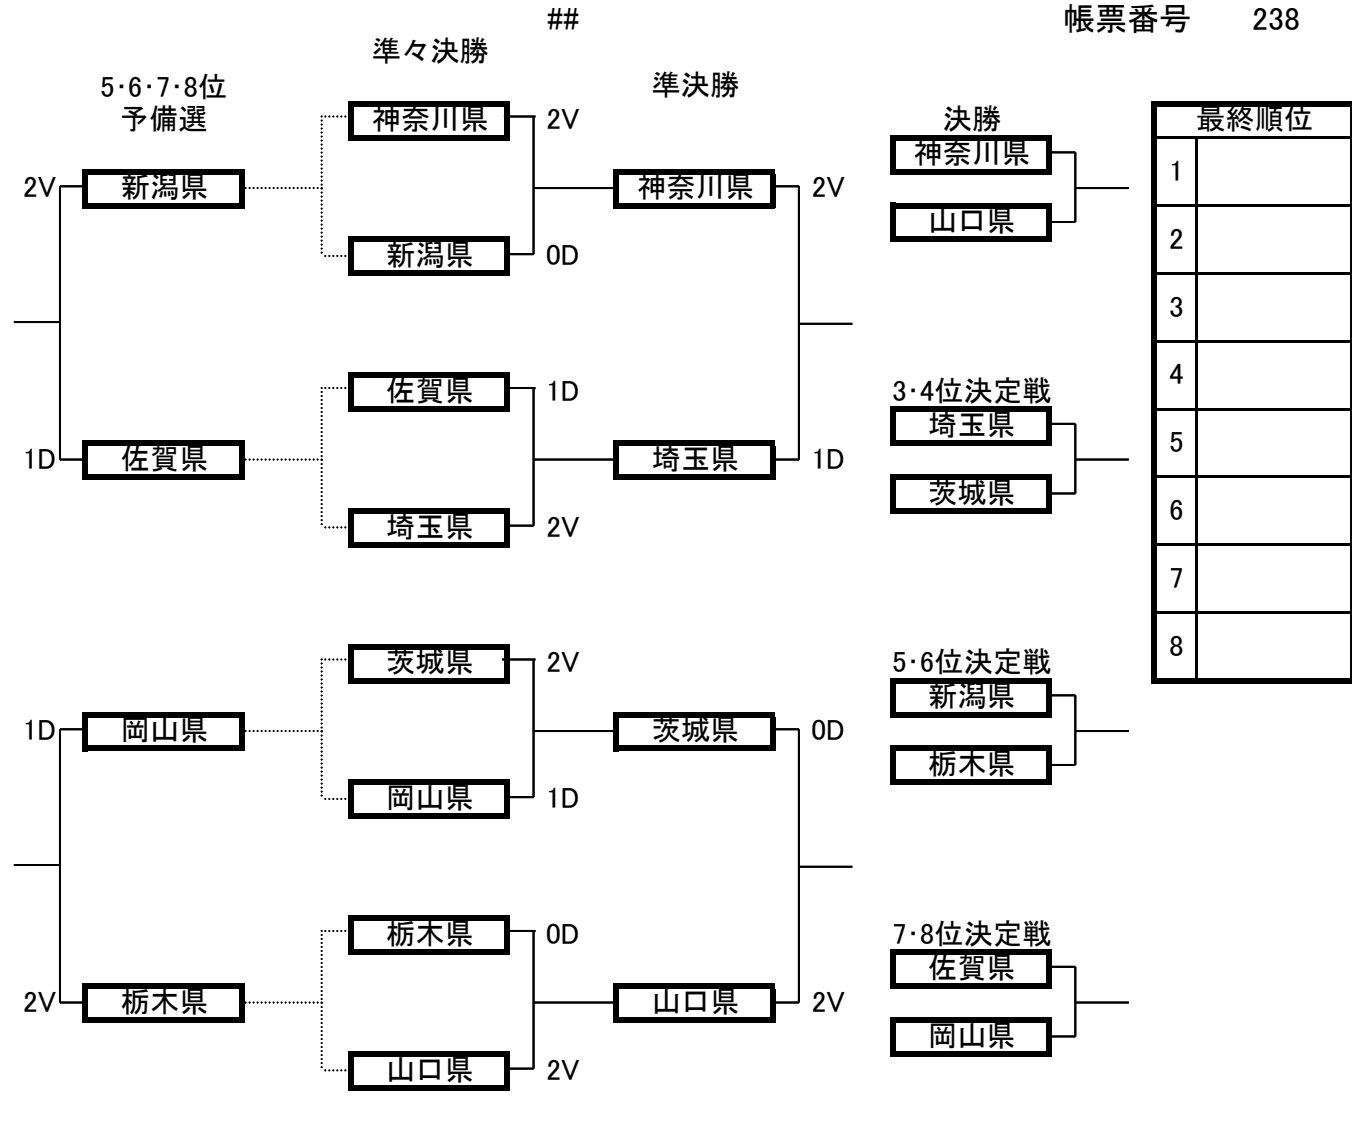 ##
帳票番号 238
準々決勝
5・6・7・8位
予備選
準決勝
神奈川県 2V
決勝
最終順位
神奈川県
1
2V 新潟県
神奈川県 2V
山口県
新潟県 0D
2
3
佐賀県 1D
3・4位決定戦
4
埼玉県
1D 佐賀県
埼玉県 1D
5
茨城県
6
埼玉県 2V
7
茨城県 2V
5・6位決定戦
8
新潟県
1D 岡山県
茨城県 0D
栃木県
岡山県 1D
栃木県 0D
7・8位決定戦
佐賀県
2V 栃木県
山口県 2V
岡山県
山口県 2V